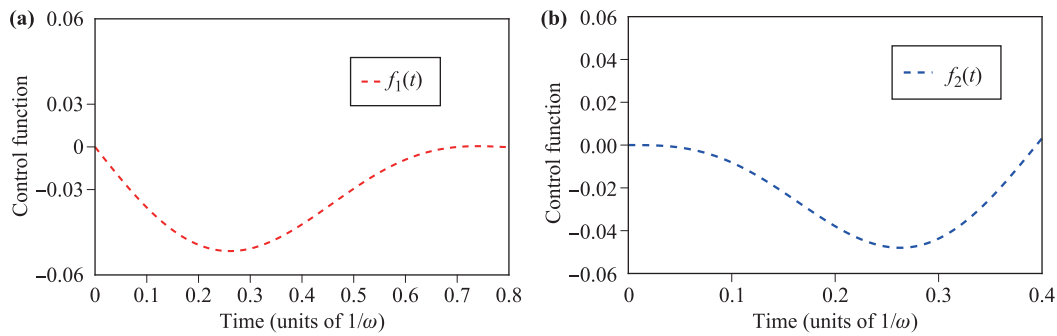 (a)
0.06
0.03
0
−0.03
−0.06
Control function
f1(t)
0 0.1 0.2 0.3 0.4 0.5 0.6 0.7 0.8
Time (units of 1/ω)
(b)
0.06
0.04
0.02
0.00
−0.02
−0.04
−0.06
Control function
f2(t)
0 0.1 0.2 0.3 0.4
Time (units of 1/ω)